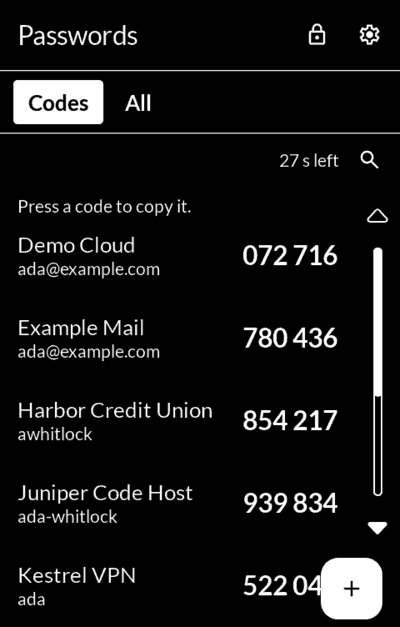 Passwords
Codes All
27 s left
Press a code to copy it.
Demo Cloud
ada@example.com
072 716
Example Mail
ada@example.com
780 436
Harbor Credit Union
awhitlock
854 217
Juniper Code Host
ada-whitlock
939 834
Kestrel VPN
ada
522 04
+